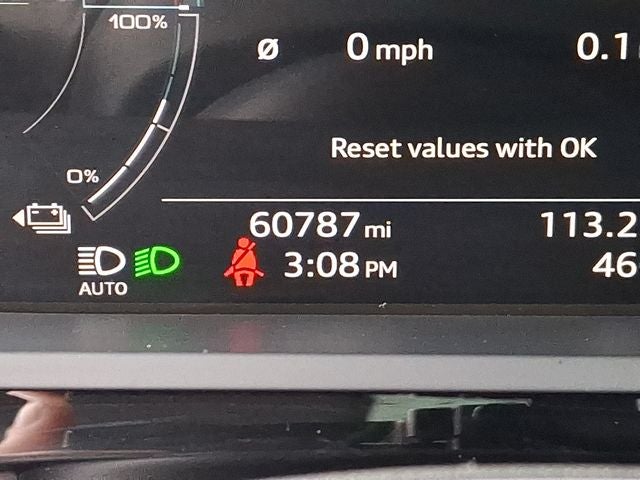 100%
ø 0 mph 0.1
Reset values with OK
0%
60787 mi 113.2
AUTO 3:08 PM 46